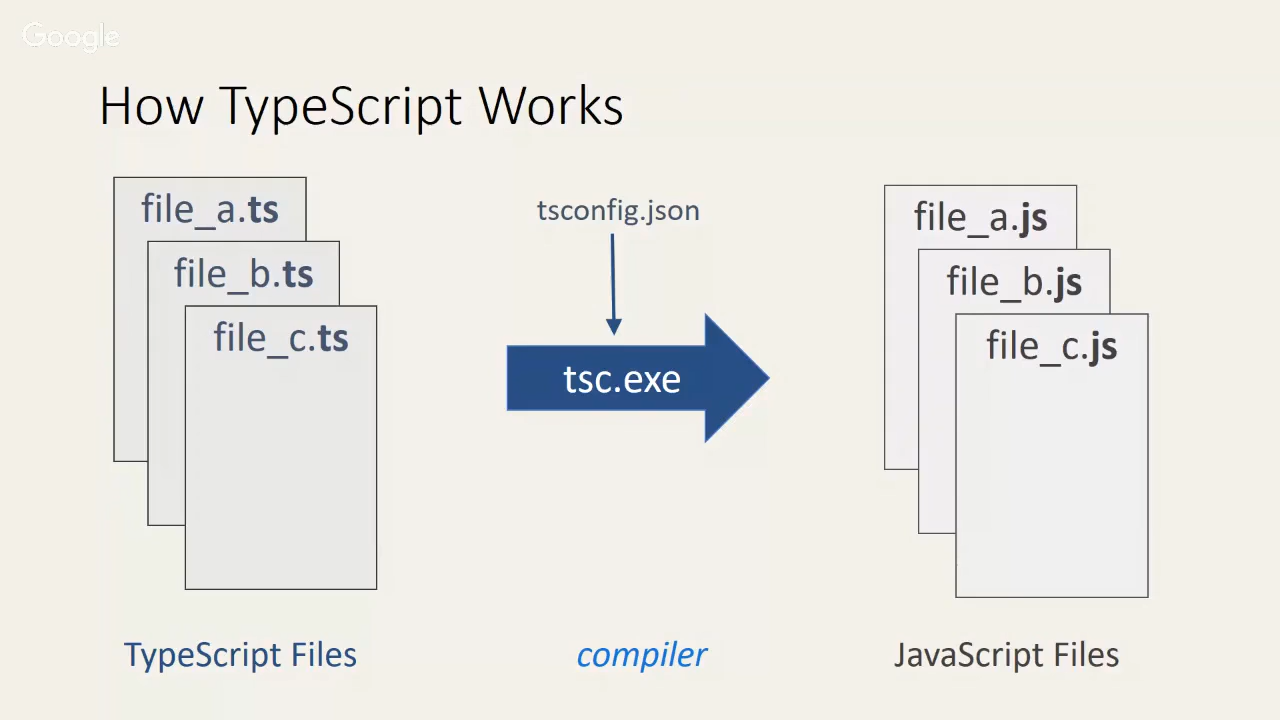 Google
How TypeScript Works
file_a.ts
file_b.ts
file_c.ts
tsconfig.json
tsc.exe
file_a.js
file_b.js
file_c.js
TypeScript Files
compiler
JavaScript Files